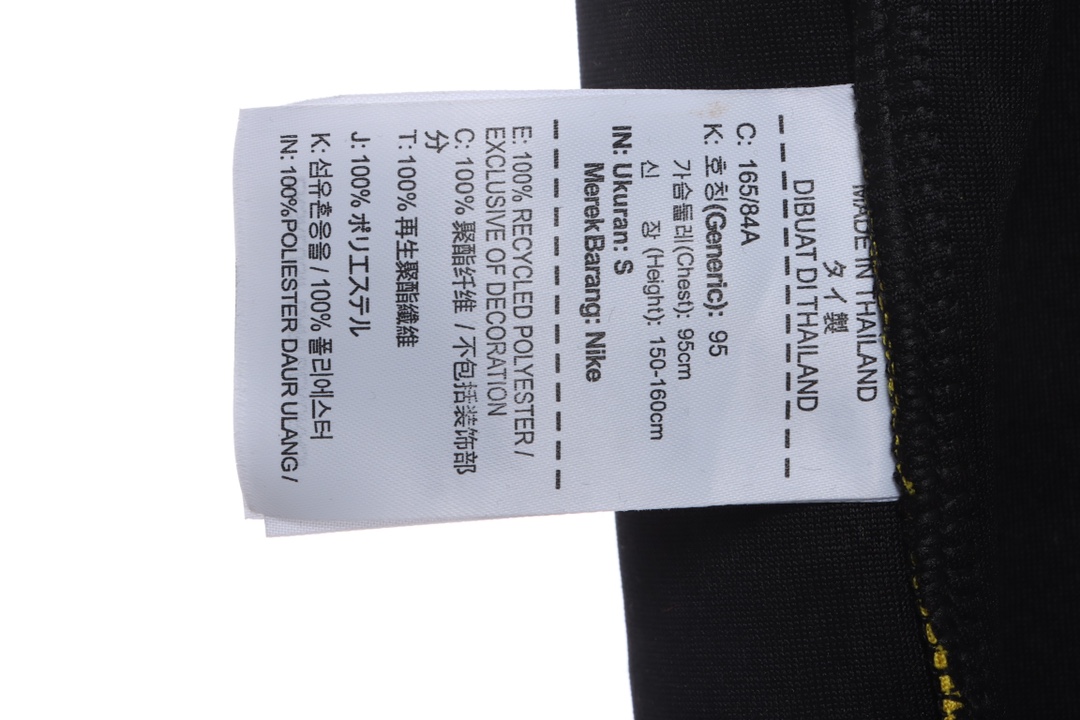 MADE IN THAILAND
タイ製
DIBUAT DI THAILAND
C: 165/84A
K: 호칭(Generic): 95
가슴둘레(Chest): 95cm
신 장 (Height): 150-160cm
IN: Ukuran: S
Merek Barang: Nike
E: 100% RECYCLED POLYESTER /
EXCLUSIVE OF DECORATION
C: 100% 聚酯纤维 / 不包括装饰部
分
T: 100% 再生聚酯纖維
J: 100% ポリエステル
K: 섬유혼용율 / 100% 폴리에스터
IN: 100% POLIESTER DAUR ULANG /